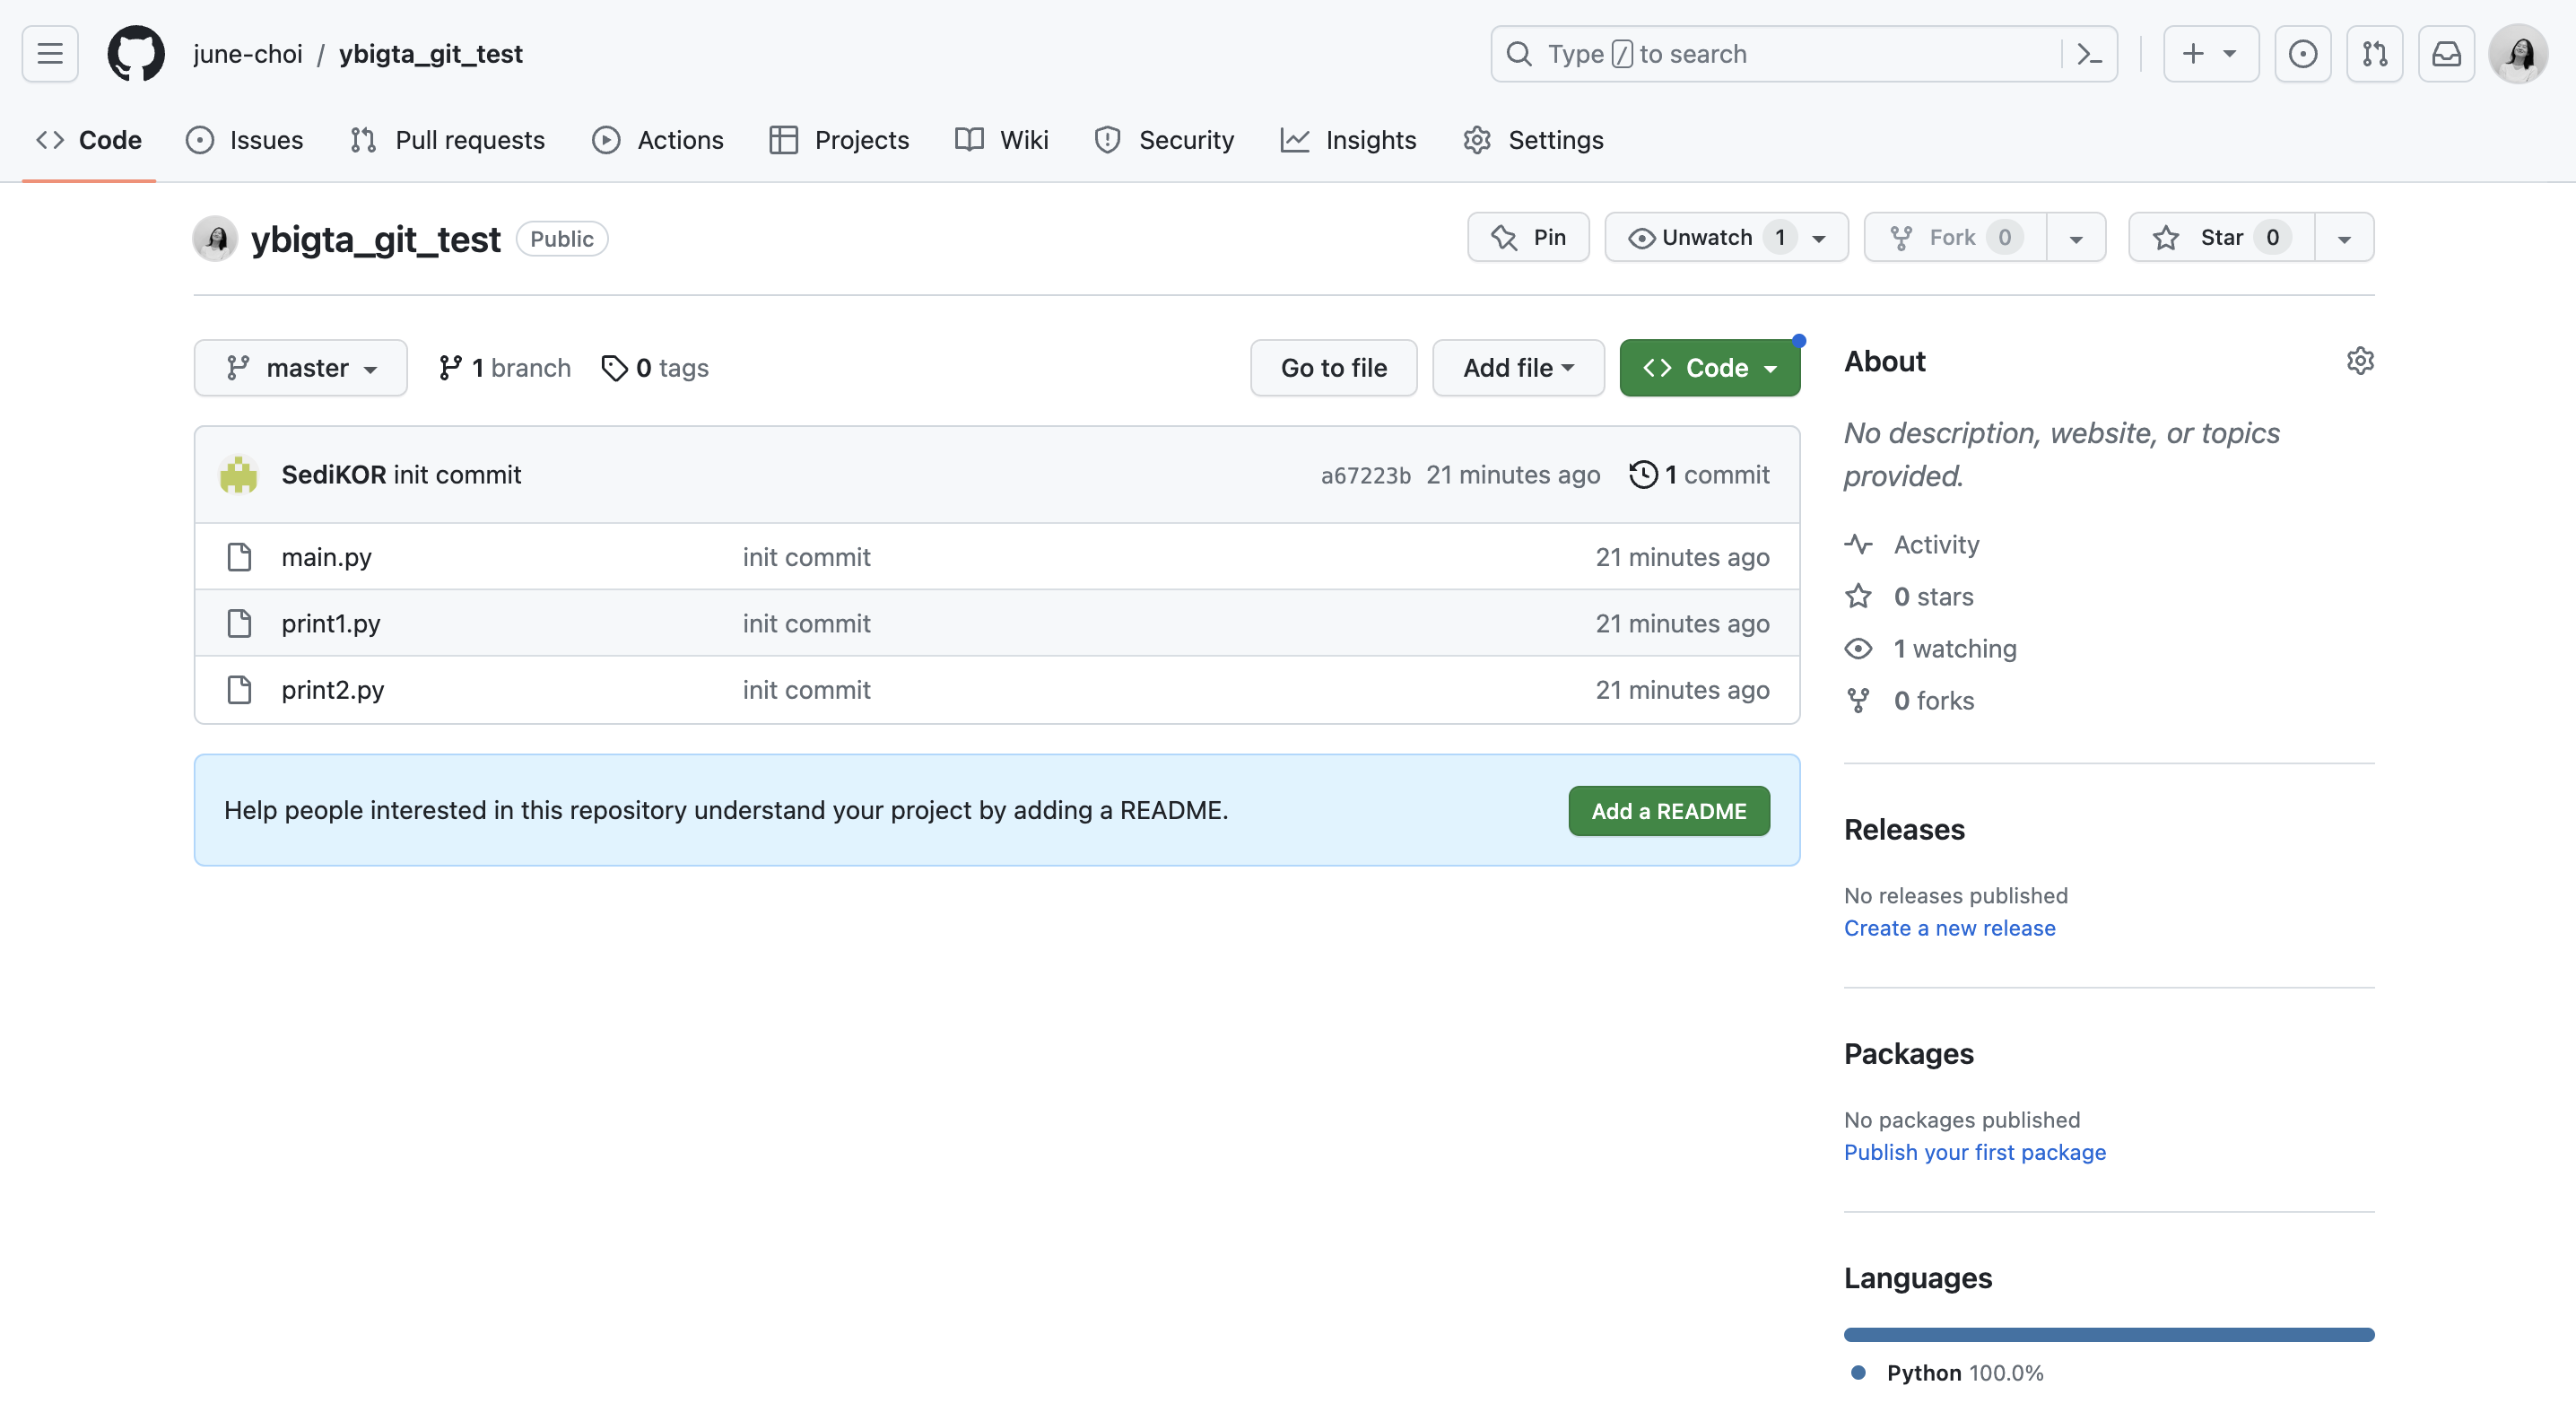 june-choi / ybigta_git_test
Type / to search
Code Issues Pull requests Actions Projects Wiki Security Insights Settings
ybigta_git_test Public
Pin Unwatch 1 Fork 0 Star 0
master 1 branch 0 tags Go to file Add file Code
SediKOR init commit a67223b 21 minutes ago 1 commit
main.py init commit 21 minutes ago
print1.py init commit 21 minutes ago
print2.py init commit 21 minutes ago
Help people interested in this repository understand your project by adding a README. Add a README
About
No description, website, or topics
provided.
Activity
0 stars
1 watching
0 forks
Releases
No releases published
Create a new release
Packages
No packages published
Publish your first package
Languages
Python 100.0%